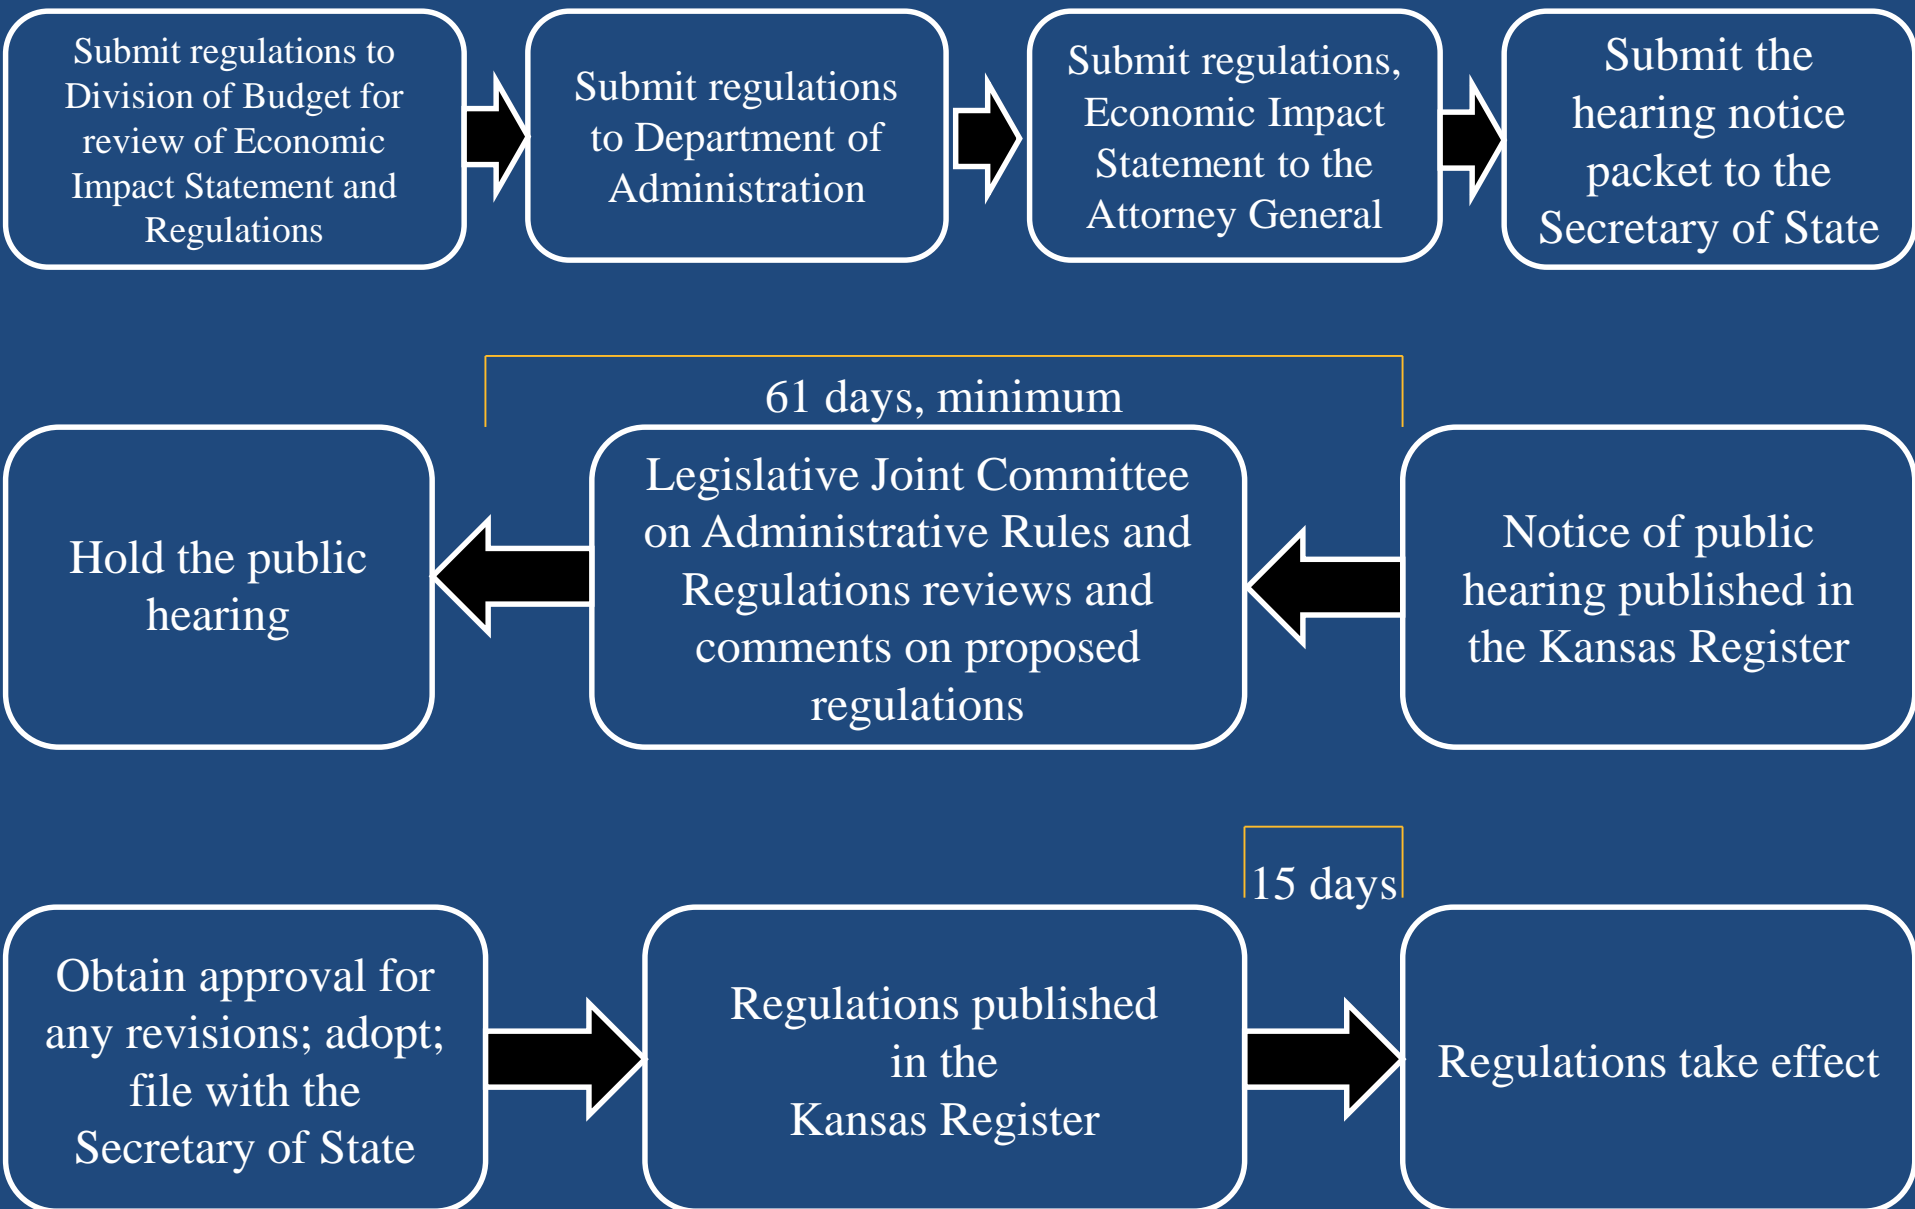 Submit regulations to
Division of Budget for
review of Economic
Impact Statement and
Regulations
Submit regulations
to Department of
Administration
Submit regulations,
Economic Impact
Statement to the
Attorney General
Submit the
hearing notice
packet to the
Secretary of State
61 days, minimum
Notice of public
hearing published in
the Kansas Register
Legislative Joint Committee
on Administrative Rules and
Regulations reviews and
comments on proposed
regulations
Hold the public
hearing
Obtain approval for
any revisions; adopt;
file with the
Secretary of State
Regulations published
in the
Kansas Register
15 days
Regulations take effect